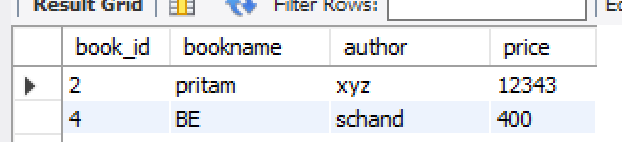 Result Grid Filter Rows:
book_id bookname author price
2 pritam xyz 12343
4 BE schand 400